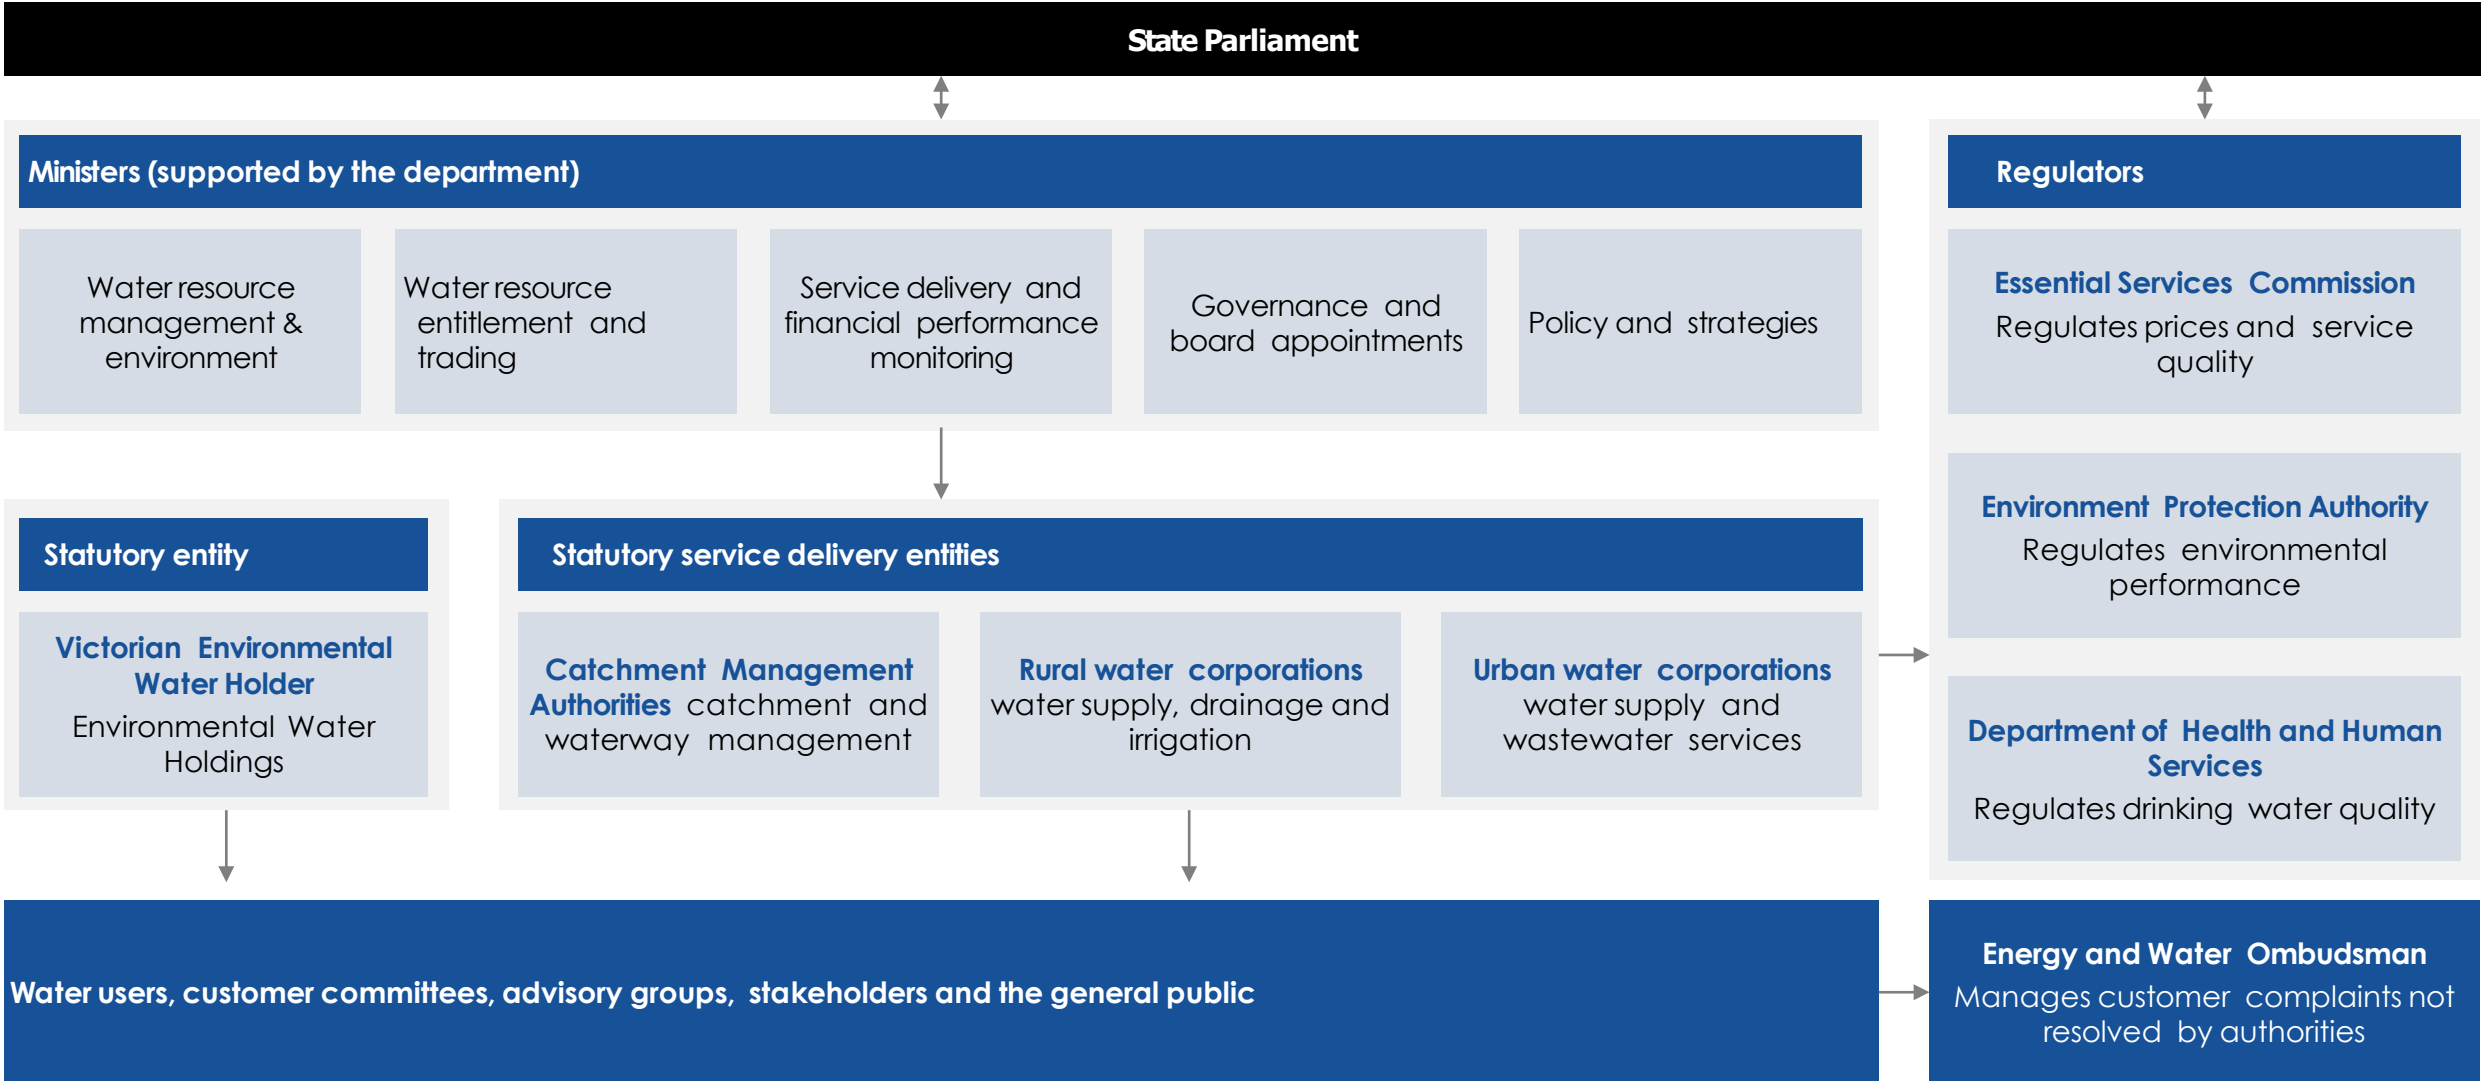 State Parliament
Ministers (supported by the department)
Water resource
management &
environment
Water resource
entitlement and
trading
Service delivery and
financial performance
monitoring
Governance and
board appointments
Policy and strategies
Regulators
Essential Services Commission
Regulates prices and service
quality
Environment Protection Authority
Regulates environmental
performance
Department of Health and Human
Services
Regulates drinking water quality
Statutory entity
Victorian Environmental
Water Holder
Environmental Water
Holdings
Statutory service delivery entities
Catchment Management
Authorities catchment and
waterway management
Rural water corporations
water supply, drainage and
irrigation
Urban water corporations
water supply and
wastewater services
Water users, customer committees, advisory groups, stakeholders and the general public
Energy and Water Ombudsman
Manages customer complaints not
resolved by authorities